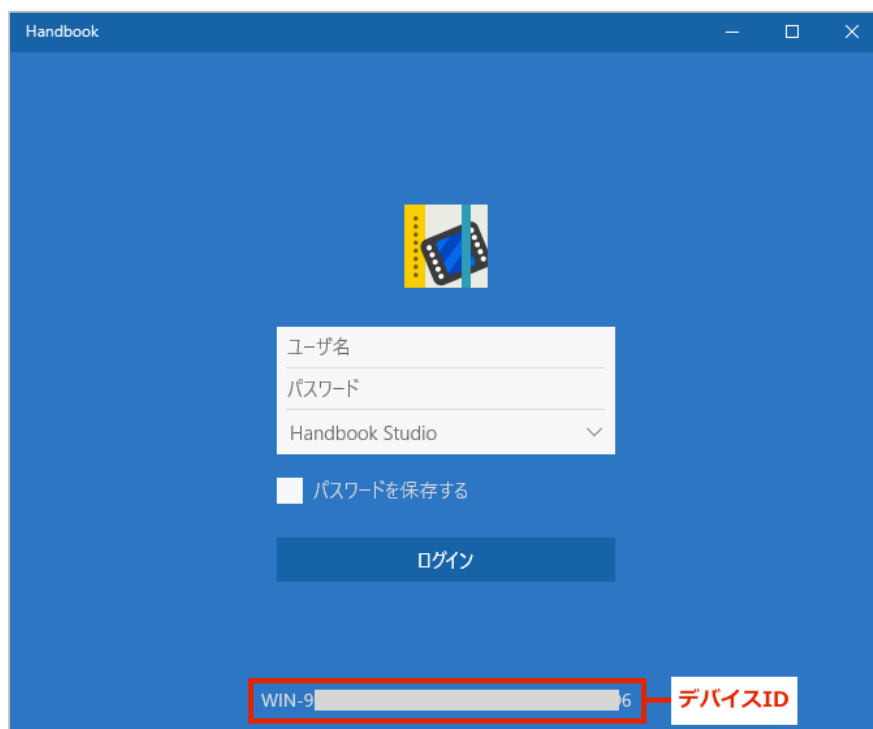 Handbook
ユーザ名
パスワード
Handbook Studio
パスワードを保存する
ログイン
WIN-9 6
デバイスID